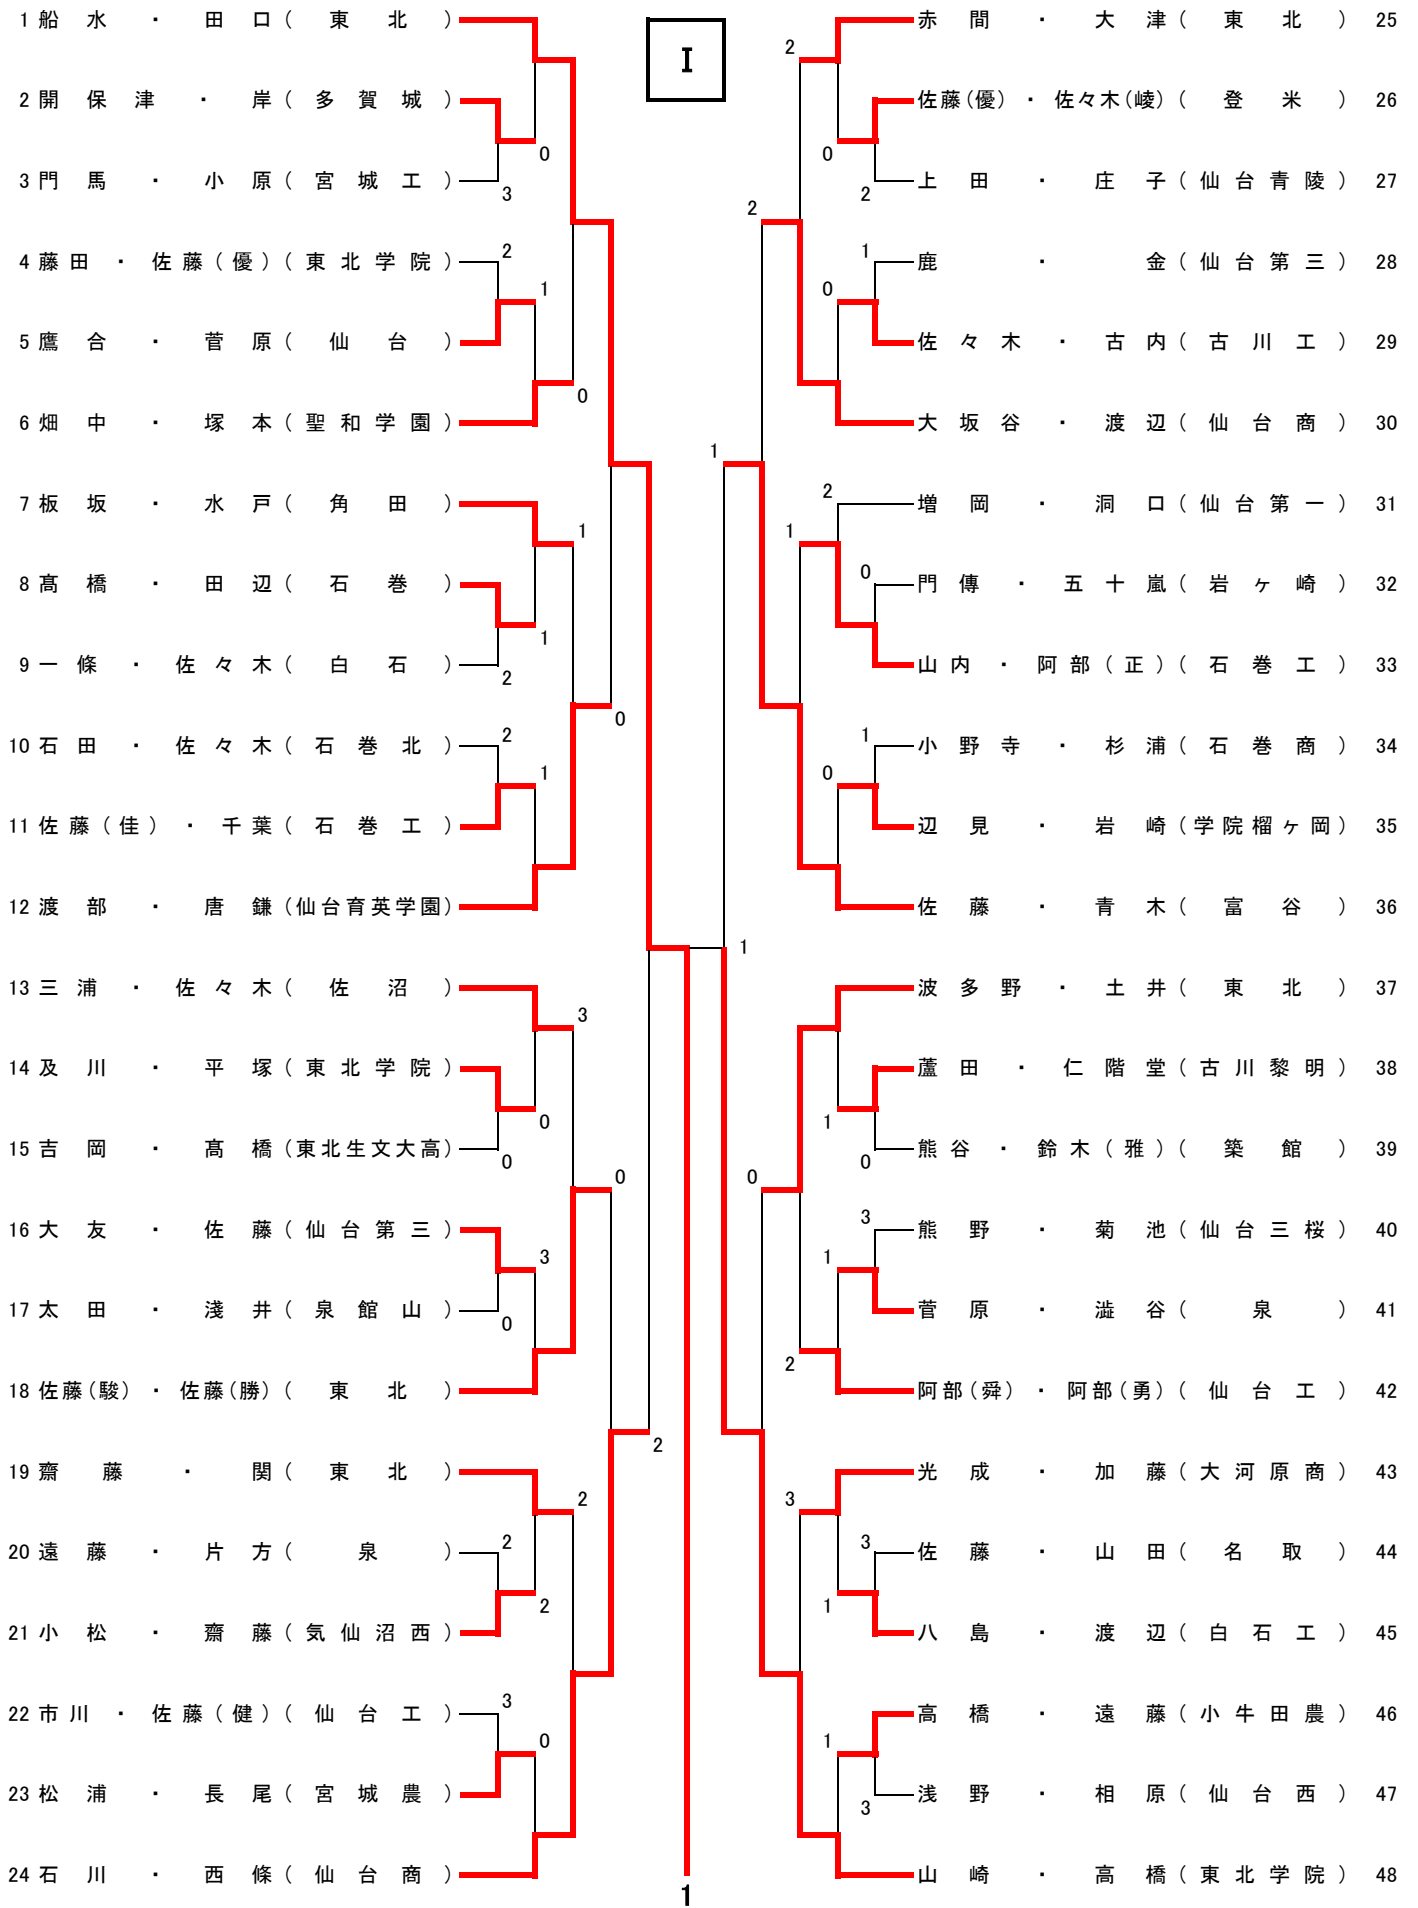 I
1 船水・田口(東北)
2 開保津・岸(多賀城)
0
3 門馬・小原(宮城工)
3
4 藤田・佐藤(優)(東北学院)
2
1
5 鷹合・菅原(仙台)
0
6 畑中・塚本(聖和学園)
7 板坂・水戸(角田)
1
8 髙橋・田辺(石巻)
1
9 一條・佐々木(白石)
2
0
10 石田・佐々木(石巻北)
2
1
11 佐藤(佳)・千葉(石巻工)
12 渡部・唐鎌(仙台育英学園)
13 三浦・佐々木(佐沼)
3
14 及川・平塚(東北学院)
0
15 吉岡・髙橋(東北生文大高)
0
0
16 大友・佐藤(仙台第三)
3
17 太田・淺井(泉館山)
0
18 佐藤(駿)・佐藤(勝)(東北)
2
19 齋藤・関(東北)
2
20 遠藤・片方(泉)
2
2
21 小松・齋藤(気仙沼西)
22 市川・佐藤(健)(仙台工)
3
0
23 松浦・長尾(宮城農)
24 石川・西條(仙台商)
赤間・大津(東北) 25
2
佐藤(優)・佐々木(崚)(登米) 26
0
上田・庄子(仙台青陵) 27
2
2
鹿・金(仙台第三) 28
1
0
佐々木・古内(古川工) 29
大坂谷・渡辺(仙台商) 30
1
増岡・洞口(仙台第一) 31
2
1
門傳・五十嵐(岩ヶ崎) 32
0
山内・阿部(正)(石巻工) 33
小野寺・杉浦(石巻商) 34
1
0
辺見・岩崎(学院榴ヶ岡) 35
佐藤・青木(富谷) 36
1
波多野・土井(東北) 37
蘆田・仁階堂(古川黎明) 38
1
熊谷・鈴木(雅)(築館) 39
0
0
熊野・菊池(仙台三桜) 40
3
1
菅原・澁谷(泉) 41
2
阿部(舜)・阿部(勇)(仙台工) 42
光成・加藤(大河原商) 43
3
佐藤・山田(名取) 44
3
1
八島・渡辺(白石工) 45
高橋・遠藤(小牛田農) 46
1
浅野・相原(仙台西) 47
3
山崎・高橋(東北学院) 48
1